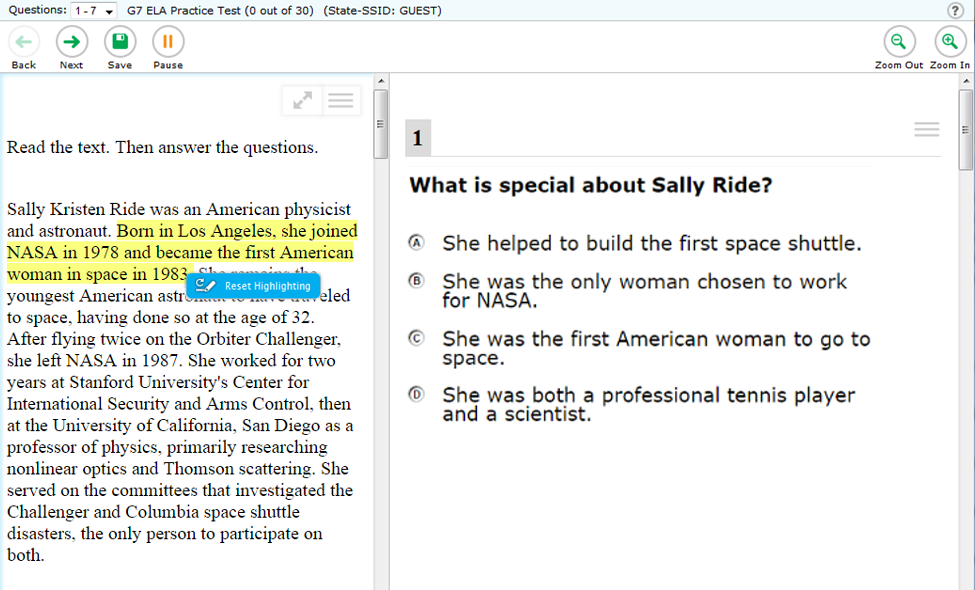 Questions: 1 - 7 G7 ELA Practice Test (0 out of 30) (State-SSID: GUEST) ?
Back Next Save Pause Zoom Out Zoom In
Read the text. Then answer the questions.
Sally Kristen Ride was an American physicist
and astronaut. Born in Los Angeles, she joined
NASA in 1978 and became the first American
woman in space in 1983. She remains the
Reset Highlighting
youngest American astronaut to have traveled
to space, having done so at the age of 32.
After flying twice on the Orbiter Challenger,
she left NASA in 1987. She worked for two
years at Stanford University's Center for
International Security and Arms Control, then
at the University of California, San Diego as a
professor of physics, primarily researching
nonlinear optics and Thomson scattering. She
served on the committees that investigated the
Challenger and Columbia space shuttle
disasters, the only person to participate on
both.
1
What is special about Sally Ride?
A She helped to build the first space shuttle.
B She was the only woman chosen to work
for NASA.
C She was the first American woman to go to
space.
D She was both a professional tennis player
and a scientist.